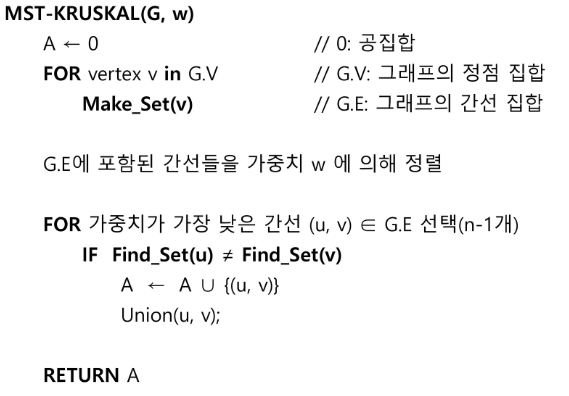 MST-KRUSKAL(G, w)
A ← 0 // 0: 공집합
FOR vertex v in G.V // G.V: 그래프의 정점 집합
Make_Set(v) // G.E: 그래프의 간선 집합
G.E에 포함된 간선들을 가중치 w 에 의해 정렬
FOR 가중치가 가장 낮은 간선 (u, v) ∈ G.E 선택(n-1개)
IF Find_Set(u) ≠ Find_Set(v)
A ← A ∪ {(u, v)}
Union(u, v);
RETURN A